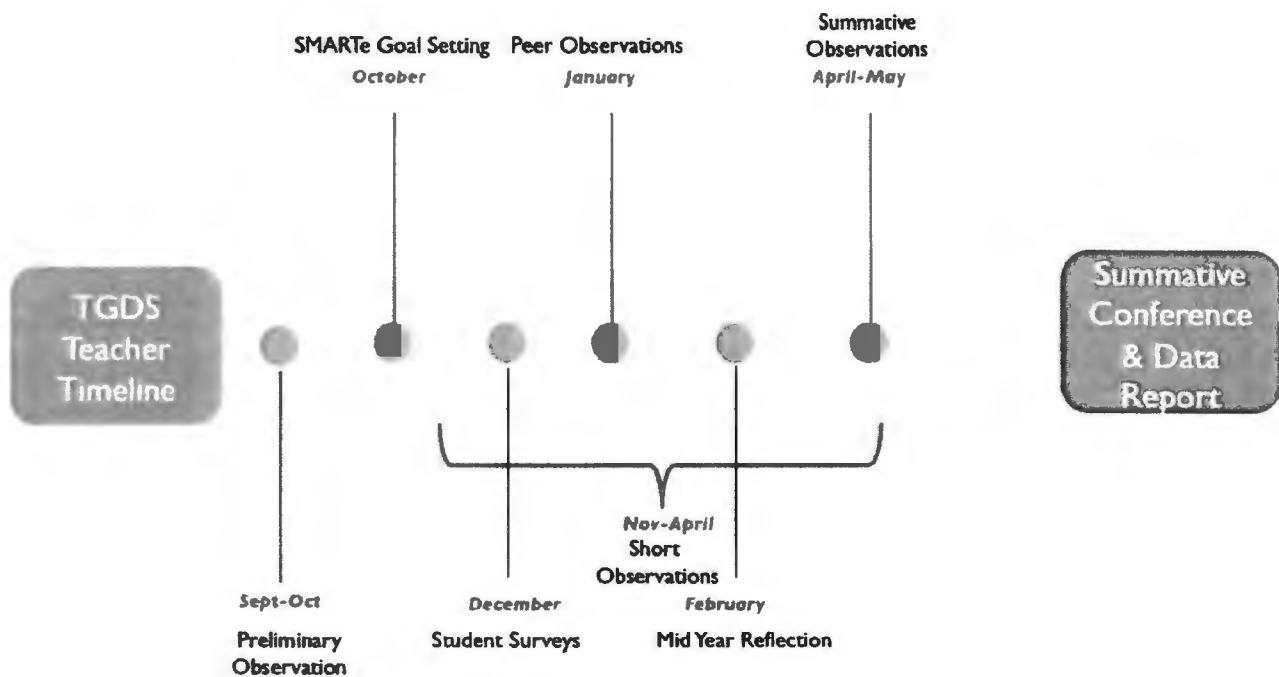 SMARTe Goal Setting
October
Peer Observations
January
Summative
Observations
April-May
TGDS
Teacher
Timeline
Summative
Conference
& Data
Report
Nov-April
Short
Observations
Sept-Oct
Preliminary
Observation
December
Student Surveys
February
Mid Year Reflection